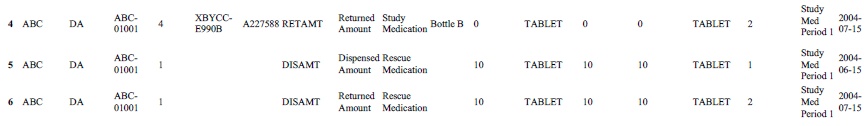 4 ABC DA ABC-01001 4 XBYCC-E990B A227588 RETAMT Returned Amount Study Medication Bottle B 0 TABLET 0 0 TABLET 2 Study Med Period 1 2004-07-15
5 ABC DA ABC-01001 1 DISAMT Dispensed Amount Rescue Medication 10 TABLET 10 10 TABLET 1 Study Med Period 1 2004-06-15
6 ABC DA ABC-01001 1 DISAMT Returned Amount Rescue Medication 10 TABLET 10 10 TABLET 2 Study Med Period 1 2004-07-15